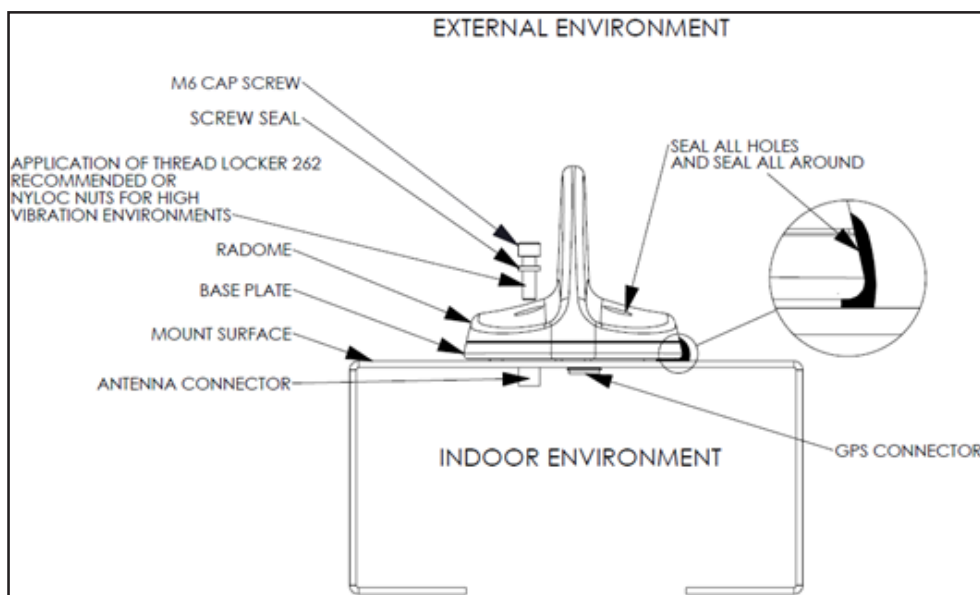 EXTERNAL ENVIRONMENT
M6 CAP SCREW
SCREW SEAL
APPLICATION OF THREAD LOCKER 262
RECOMMENDED OR
NYLOC NUTS FOR HIGH
VIBRATION ENVIRONMENTS
RADOME
BASE PLATE
MOUNT SURFACE
ANTENNA CONNECTOR
SEAL ALL HOLES
AND SEAL ALL AROUND
GPS CONNECTOR
INDOOR ENVIRONMENT